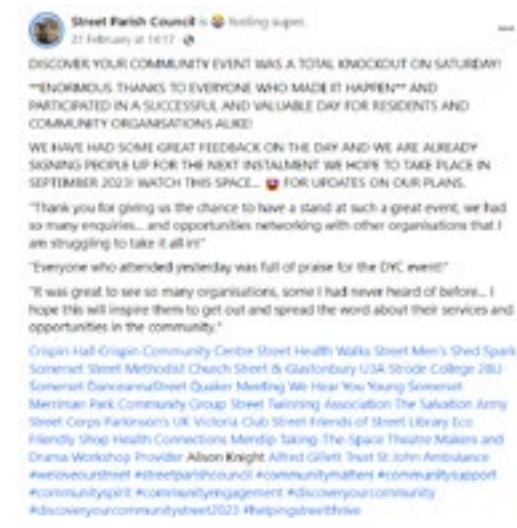 Street Parish Council is 😀 feeling super.
27 February at 14:17
DISCOVER YOUR COMMUNITY EVENT WAS A TOTAL KNOCKOUT ON SATURDAY!
**ENORMOUS THANKS TO EVERYONE WHO MADE IT HAPPEN** AND
PARTICIPATED IN A SUCCESSFUL AND VALUABLE DAY FOR RESIDENTS AND
COMMUNITY ORGANISATIONS ALIKE!
WE HAVE HAD SOME GREAT FEEDBACK ON THE DAY AND WE ARE ALREADY
SIGNING PEOPLE UP FOR THE NEXT INSTALMENT WE HOPE TO TAKE PLACE IN
SEPTEMBER 2023! WATCH THIS SPACE... 😍 FOR UPDATES ON OUR PLANS.
"Thank you for giving us the chance to have a stand at such a great event, we had
so many enquiries... and opportunities networking with other organisations that I
am struggling to take it all in!"
"Everyone who attended yesterday was full of praise for the DYC event!"
"It was great to see so many organisations, some I had never heard of before... I
hope this will inspire them to get out and spread the word about their services and
opportunities in the community."
Crispin Hall-Crispin Community Centre Street Health Walks Street Men's Shed Spark
Somerset Street Methodist Church Street & Glastonbury U3A Strode College 2BU
Somerset DanceannaStreet Quaker Meeting We Hear You Young Somerset
Merriman Park Community Group Street Twinning Association The Salvation Army
Street Corps Parkinson's UK Victoria Club Street Friends of Street Library Eco
Friendly Shop Health Connections Mendip Taking The Space Theatre Makers and
Drama Workshop Provider Alison Knight Alfred Gillett Trust St John Ambulance
#weloveourstreet #streetparishcouncil #communitymatters #communitysupport
#communityspirit #communityengagement #discoveryourcommunity
#discoveryourcommunitystreet2023 #helpingstreetthrive